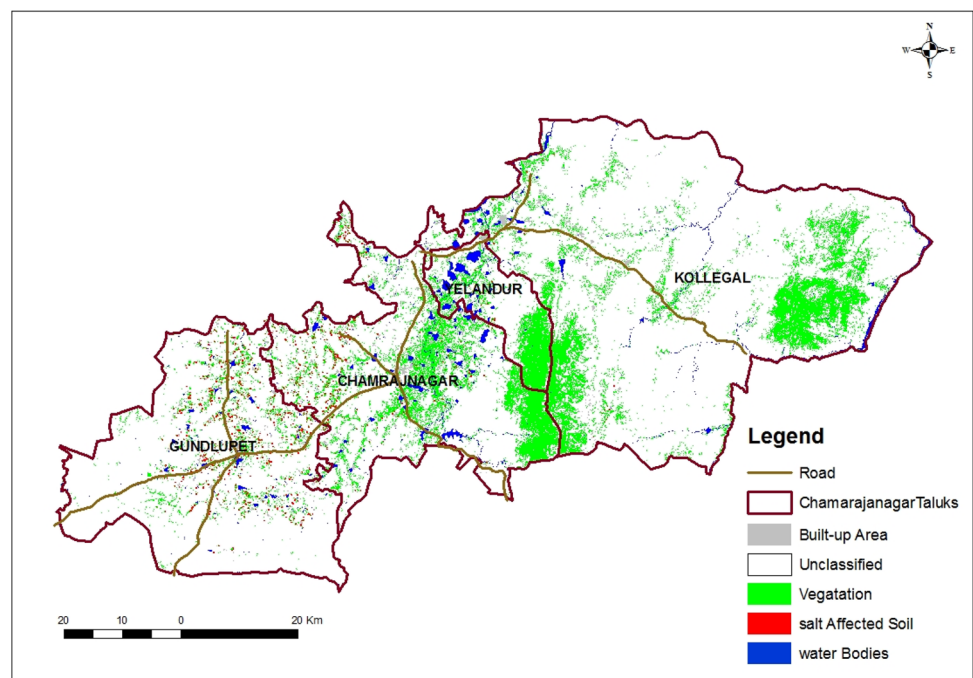 N
W E
S
KOLLEGAL
YELANDUR
CHAMRAJNAGAR
GUNDLUPET
Legend
Road
ChamarajanagarTaluks
Built-up Area
Unclassified
Vegatation
salt Affected Soil
water Bodies
20 10 0 20 Km